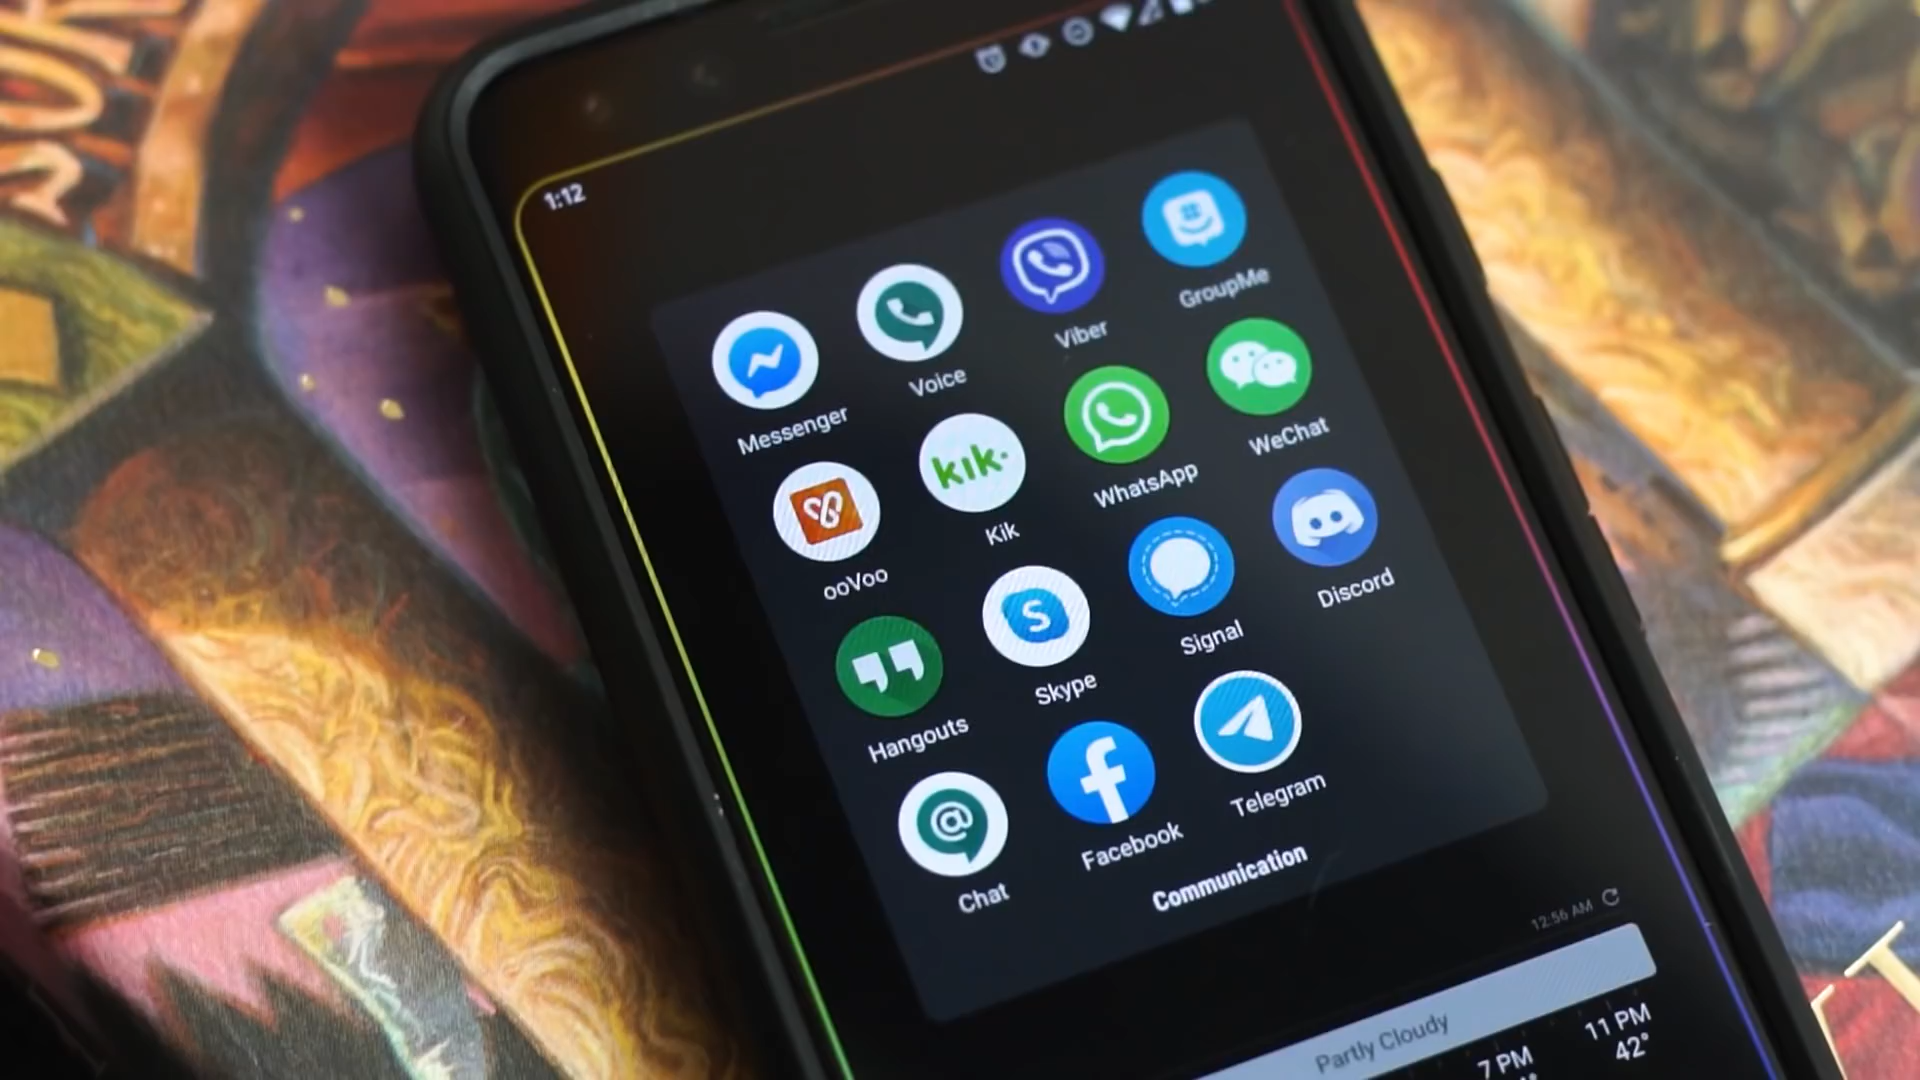 1:12
Messenger
Voice
Viber
GroupMe
ooVoo
kik.
Kik
WhatsApp
WeChat
Hangouts
S
Skype
Signal
Discord
@
Chat
f
Facebook
Telegram
Communication
12:56 AM
Partly Cloudy
7 PM
11 PM
42°